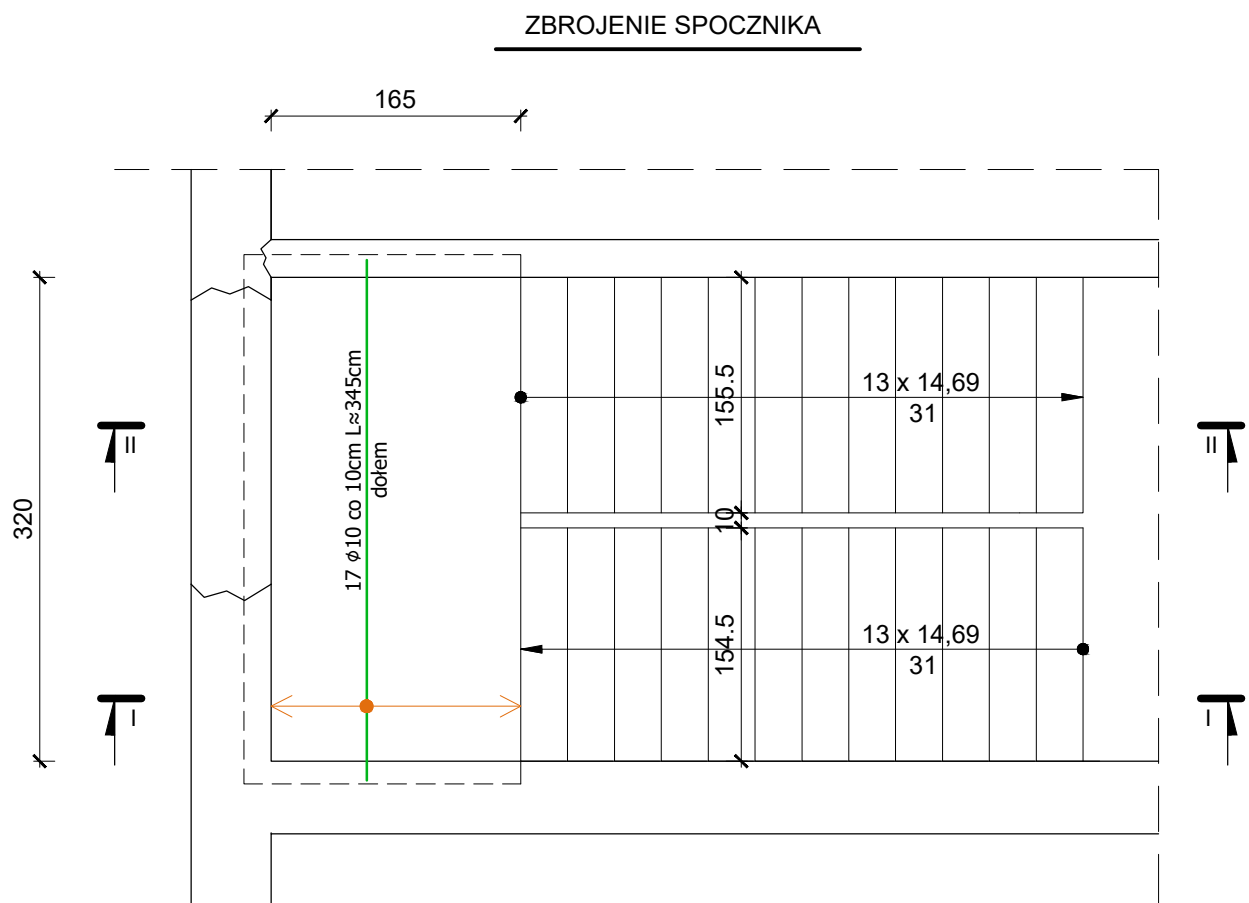 ZBROJENIE SPOCZNIKA
165
320
17 ϕ10 co 10cm L≈345cm
dołem
155.5
10
154.5
13 x 14,69
31
13 x 14,69
31
II
II
I
I